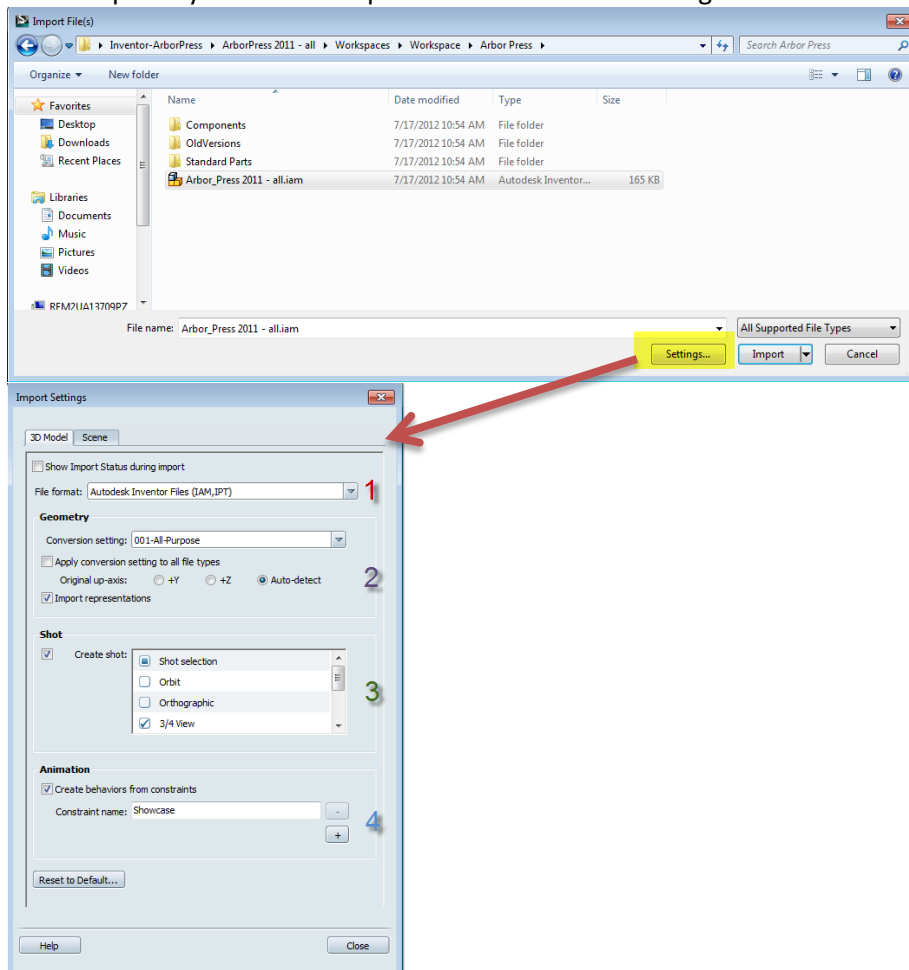 Import File(s)
Inventor-ArborPress ▸ ArborPress 2011 - all ▸ Workspaces ▸ Workspace ▸ Arbor Press ▸
Search Arbor Press
Organize New folder
Name Date modified Type Size
Favorites
Desktop
Downloads
Recent Places
Libraries
Documents
Music
Pictures
Videos
Components 7/17/2012 10:54 AM File folder
OldVersions 7/17/2012 10:54 AM File folder
Standard Parts 7/17/2012 10:54 AM File folder
Arbor_Press 2011 - all.iam 7/17/2012 10:54 AM Autodesk Inventor... 165 KB
File name: Arbor_Press 2011 - all.iam All Supported File Types
Settings... Import Cancel
Import Settings
3D Model Scene
Show Import Status during import
File format: Autodesk Inventor Files (IAM,IPT) 1
Geometry
Conversion setting: 001-All-Purpose
Apply conversion setting to all file types
Original up-axis: +Y +Z Auto-detect 2
Import representations
Shot
Create shot: Shot selection
Orbit
Orthographic 3
3/4 View
Animation
Create behaviors from constraints
Constraint name: Showcase - 4
+
Reset to Default...
Help Close